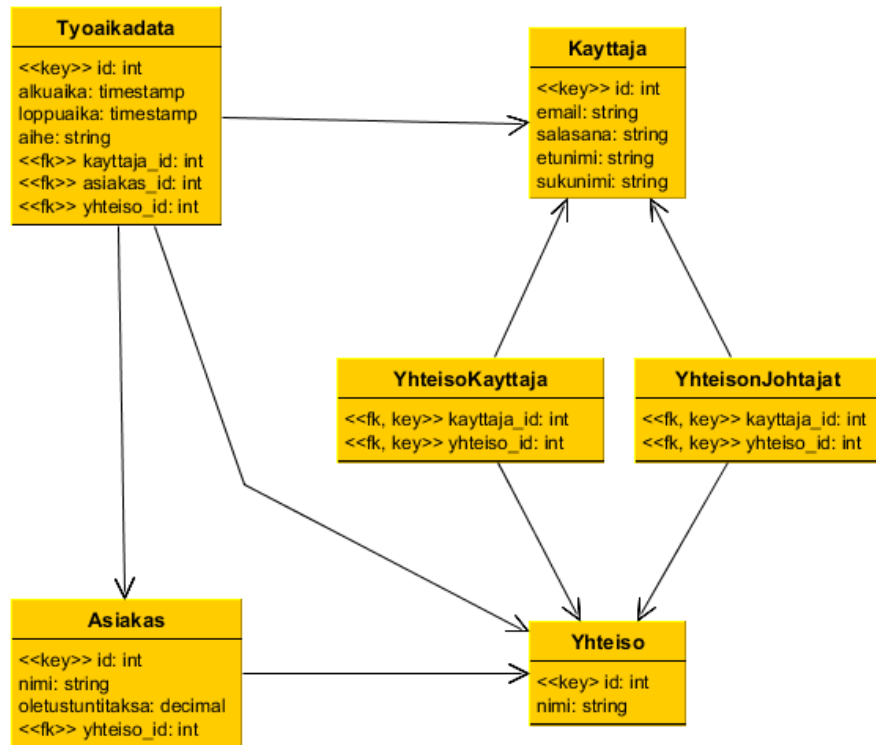 Tyoaikadata
<<key>> id: int
alkuaika: timestamp
loppuaika: timestamp
aihe: string
<<fk>> kayttaja_id: int
<<fk>> asiakas_id: int
<<fk>> yhteiso_id: int
Kayttaja
<<key>> id: int
email: string
salasana: string
etunimi: string
sukunimi: string
YhteisoKayttaja
<<fk, key>> kayttaja_id: int
<<fk, key>> yhteiso_id: int
YhteisonJohtajat
<<fk, key>> kayttaja_id: int
<<fk, key>> yhteiso_id: int
Asiakas
<<key>> id: int
nimi: string
oletustuntitaksa: decimal
<<fk>> yhteiso_id: int
Yhteiso
<<key> id: int
nimi: string